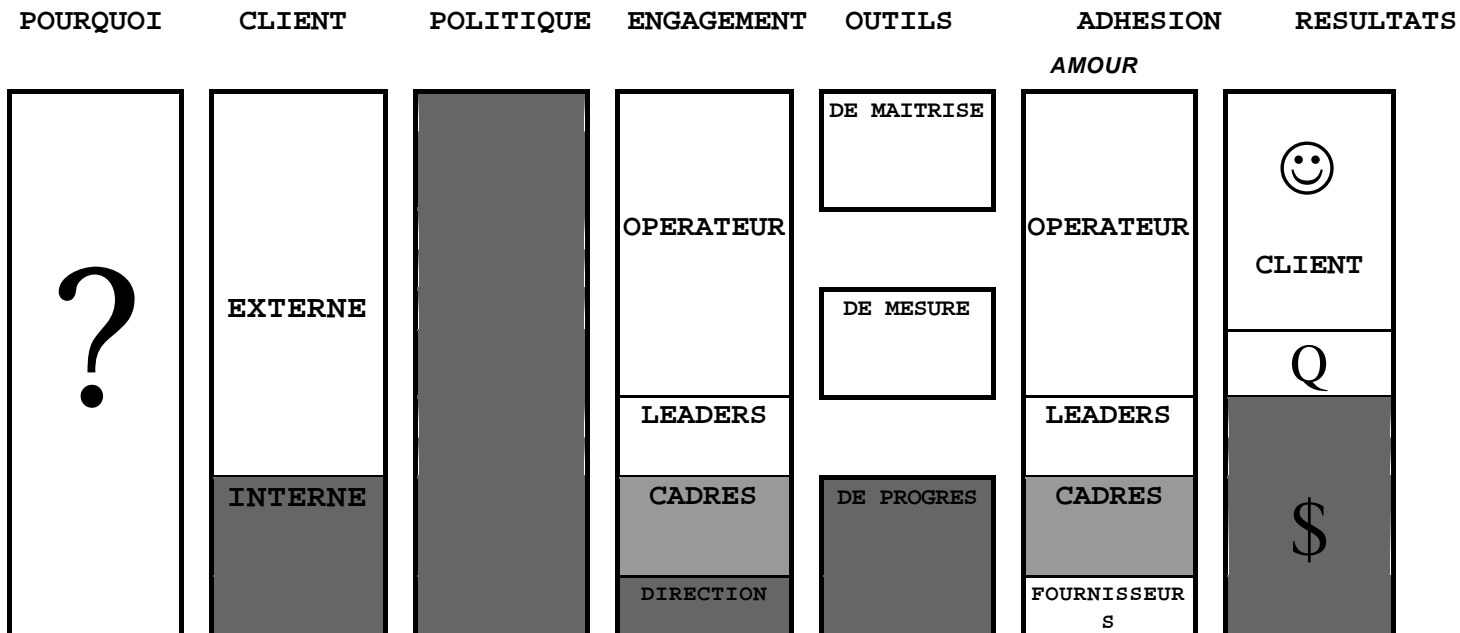 POURQUOI CLIENT POLITIQUE ENGAGEMENT OUTILS ADHESION RESULTATS
AMOUR
?
EXTERNE
INTERNE
OPERATEUR
LEADERS
CADRES
DIRECTION
DE MAITRISE
DE MESURE
DE PROGRES
OPERATEUR
LEADERS
CADRES
FOURNISSEUR
S
☺
CLIENT
Q
$